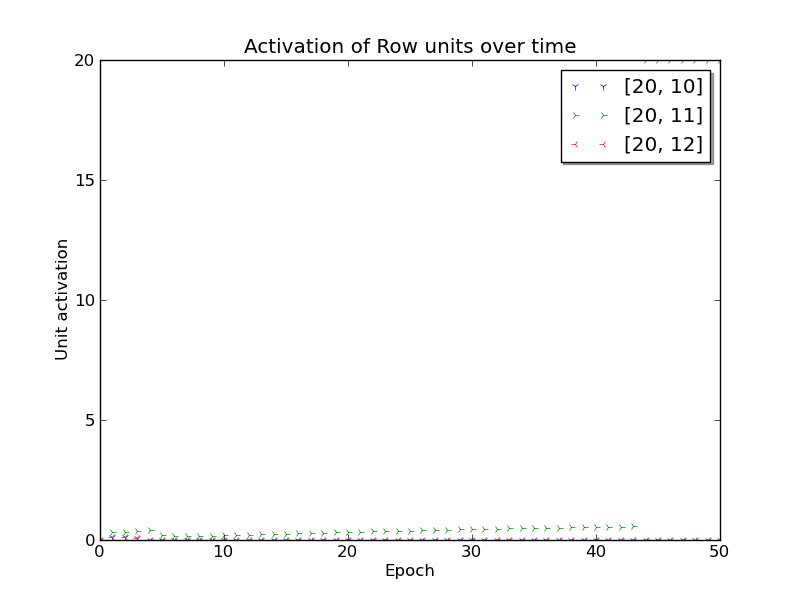 Activation of Row units over time
20
15
10
5
0
Unit activation
[20, 10]
[20, 11]
[20, 12]
0 10 20 30 40 50
Epoch